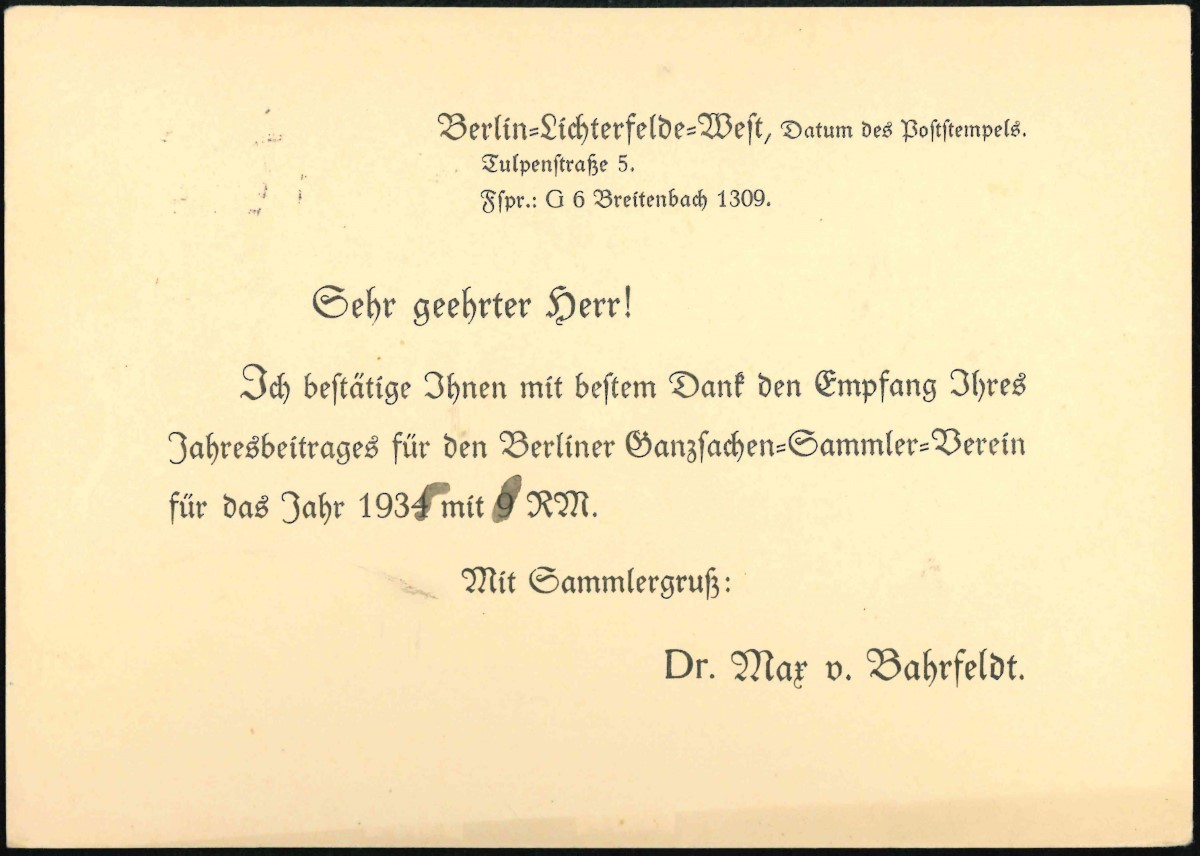 Berlin-Lichterfelde-West, Datum des Poststempels.
Tulpenstraße 5.
Fspr.: G 6 Breitenbach 1309.
Sehr geehrter Herr!
Ich bestätige Ihnen mit bestem Dank den Empfang Ihres
Jahresbeitrages für den Berliner Ganzsachen-Sammler-Verein
für das Jahr 1934 mit 9 RM.
Mit Sammlergruß:
Dr. Max v. Bahrfeldt.